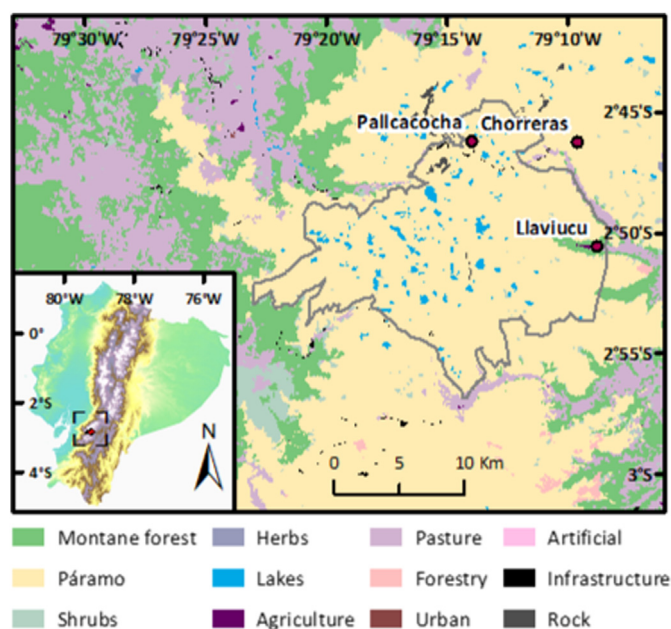 79°30'W 79°25'W 79°20'W 79°15'W 79°10'W
2°45'S
Pallcacocha Chorreras
2°50'S
Llaviucu
80°W 78°W 76°W
0°
2°55'S
2°S
N
4°S
0 5 10 Km
3°S
Montane forest Herbs Pasture Artificial
Páramo Lakes Forestry Infrastructure
Shrubs Agriculture Urban Rock